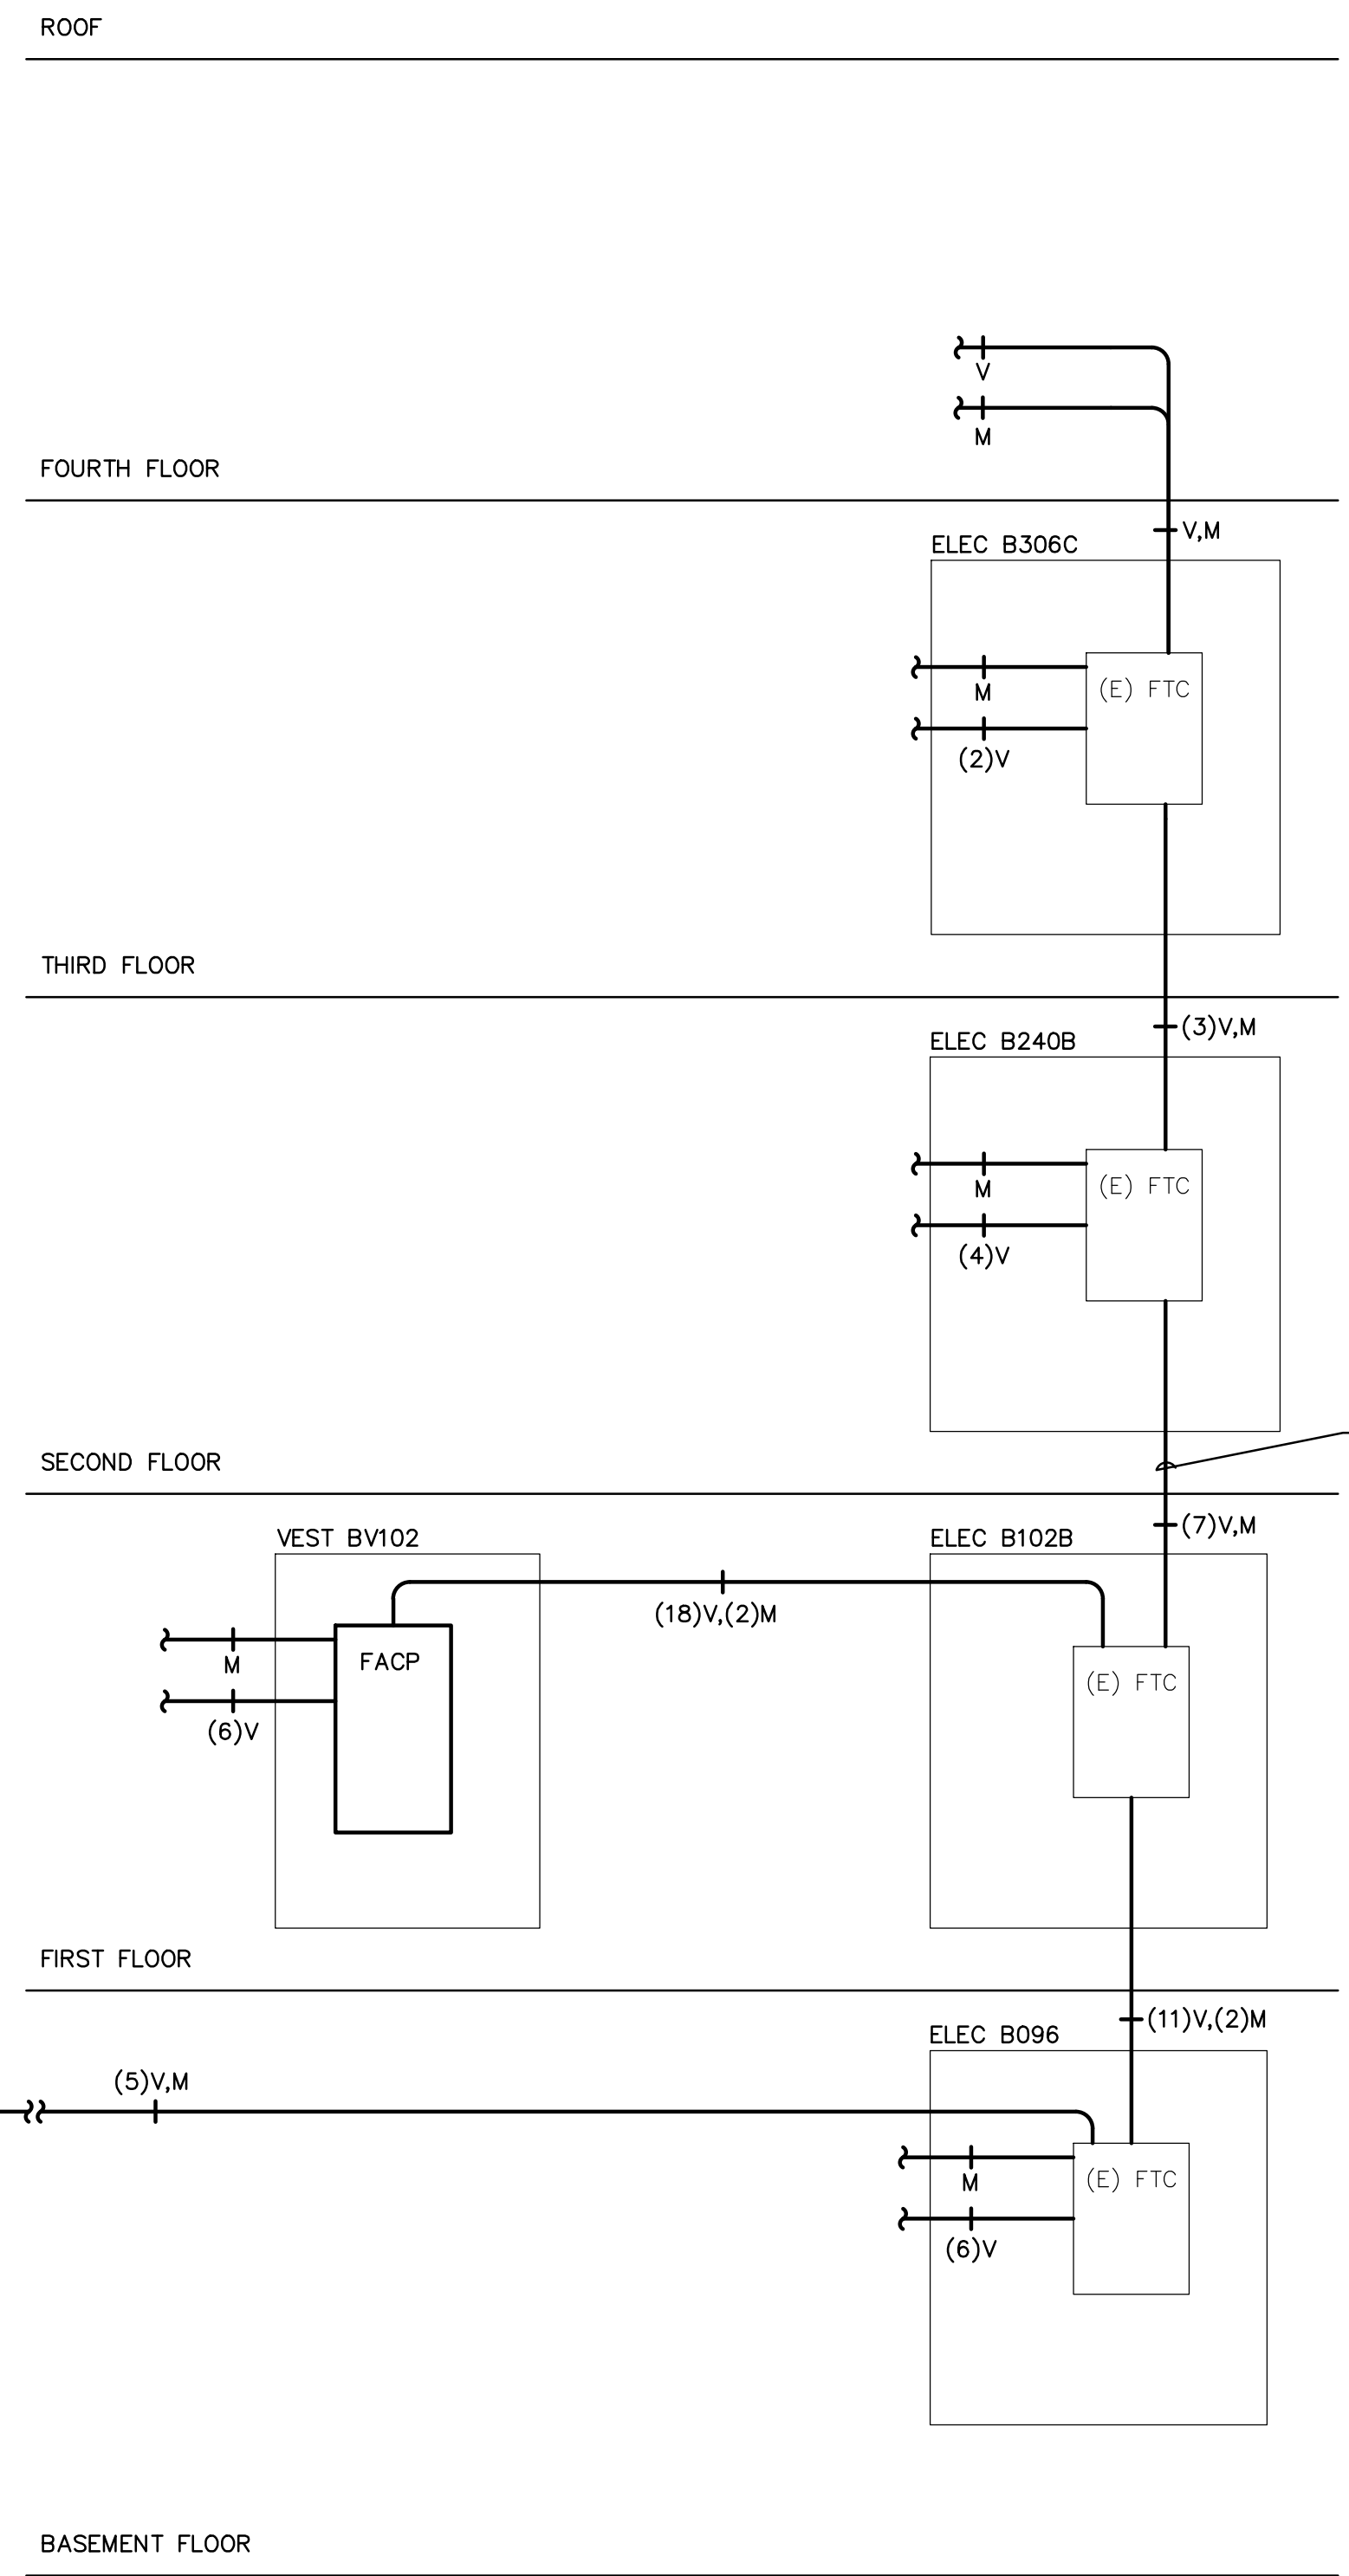 ROOF
V
M
FOURTH FLOOR
V,M
ELEC B306C
(E) FTC
M
(2)V
THIRD FLOOR
(3)V,M
ELEC B240B
(E) FTC
M
(4)V
SECOND FLOOR
(7)V,M
VEST BV102
ELEC B102B
(18)V,(2)M
FACP
M
(E) FTC
(6)V
FIRST FLOOR
(11)V,(2)M
ELEC B096
(5)V,M
(E) FTC
M
(6)V
BASEMENT FLOOR